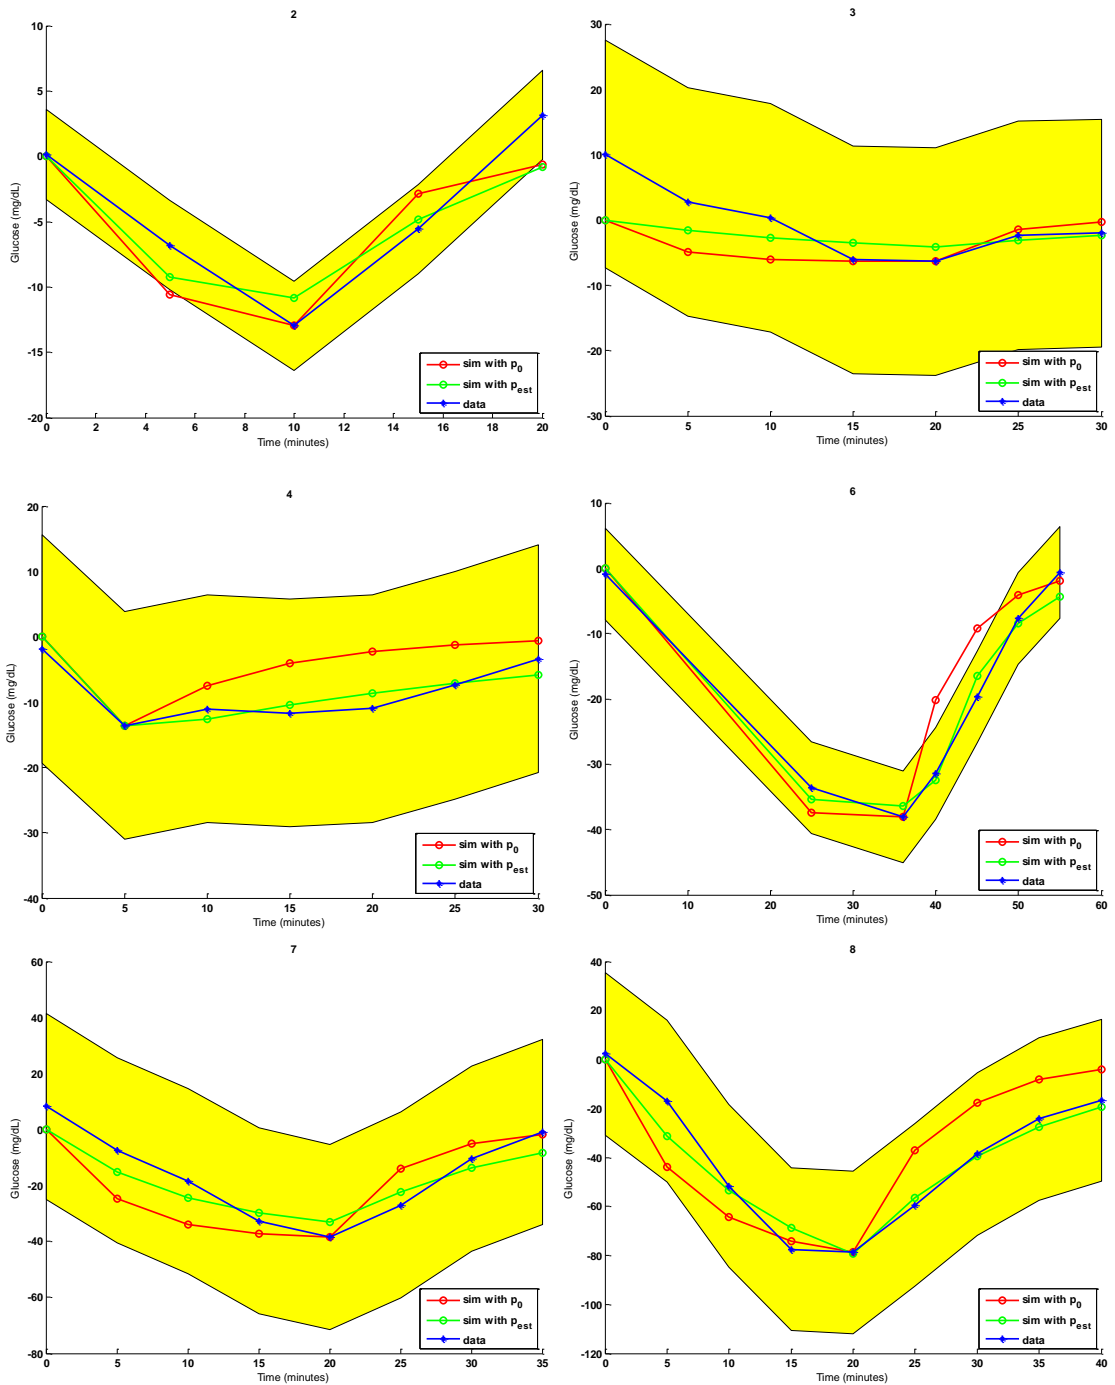 2
10
5
0
-5
-10
-15
-20
Glucose (mg/dL)
0 2 4 6 8 10 12 14 16 18 20
Time (minutes)
sim with p0
sim with pest
data
3
30
20
10
0
-10
-20
-30
Glucose (mg/dL)
0 5 10 15 20 25 30
Time (minutes)
sim with p0
sim with pest
data
4
20
10
0
-10
-20
-30
-40
Glucose (mg/dL)
0 5 10 15 20 25 30
Time (minutes)
sim with p0
sim with pest
data
6
10
0
-10
-20
-30
-40
-50
Glucose (mg/dL)
0 10 20 30 40 50 60
Time (minutes)
sim with p0
sim with pest
data
7
60
40
20
0
-20
-40
-60
-80
Glucose (mg/dL)
0 5 10 15 20 25 30 35
Time (minutes)
sim with p0
sim with pest
data
8
40
20
0
-20
-40
-60
-80
-100
-120
Glucose (mg/dL)
0 5 10 15 20 25 30 35 40
Time (minutes)
sim with p0
sim with pest
data